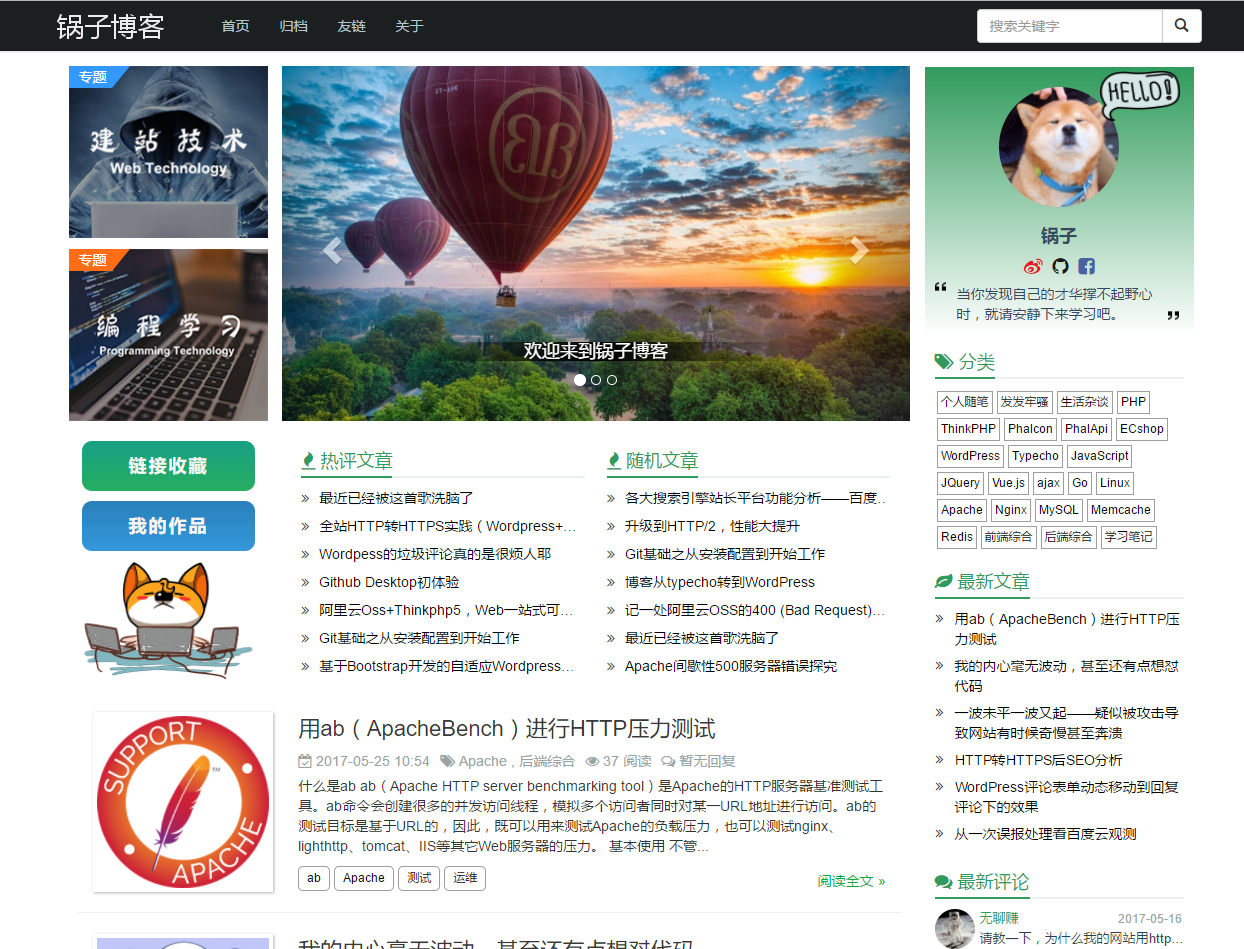 锅子博客
首页 归档 友链 关于
搜索关键字
专题
建站技术
Web Technology
专题
编程学习
Programming Technology
欢迎来到锅子博客
HELLO!
锅子
当你发现自己的才华撑不起野心
时，就请安静下来学习吧。
链接收藏
我的作品
热评文章
最近已经被这首歌洗脑了
全站HTTP转HTTPS实践（Wordpress+…
Wordpess的垃圾评论真的是很烦人耶
Github Desktop初体验
阿里云Oss+Thinkphp5，Web一站式可…
Git基础之从安装配置到开始工作
基于Bootstrap开发的自适应Wordpress…
随机文章
各大搜索引擎站长平台功能分析——百度..
升级到HTTP/2，性能大提升
Git基础之从安装配置到开始工作
博客从typecho转到WordPress
记一处阿里云OSS的400 (Bad Request)…
最近已经被这首歌洗脑了
Apache间歇性500服务器错误探究
SUPPORT
APACHE
TM
用ab（ApacheBench）进行HTTP压力测试
2017-05-25 10:54 Apache , 后端综合 37 阅读 暂无回复
什么是ab ab（Apache HTTP server benchmarking tool）是Apache的HTTP服务器基准测试工
具。ab命令会创建很多的并发访问线程，模拟多个访问者同时对某一URL地址进行访问。ab的
测试目标是基于URL的，因此，既可以用来测试Apache的负载压力，也可以测试nginx、
lighthttp、tomcat、IIS等其它Web服务器的压力。 基本使用 不管...
ab Apache 测试 运维
阅读全文 »
我的内心毫无波动，甚至还有点想怼代码
分类
个人随笔 发发牢骚 生活杂谈 PHP
ThinkPHP Phalcon PhalApi ECshop
WordPress Typecho JavaScript
JQuery Vue.js ajax Go Linux
Apache Nginx MySQL Memcache
Redis 前端综合 后端综合 学习笔记
最新文章
用ab（ApacheBench）进行HTTP压
力测试
我的内心毫无波动，甚至还有点想怼
代码
一波未平一波又起——疑似被攻击导
致网站有时候奇慢甚至奔溃
HTTP转HTTPS后SEO分析
WordPress评论表单动态移动到回复
评论下的效果
从一次误报处理看百度云观测
最新评论
无聊赚 2017-05-16
请教一下，为什么我的网站用http...